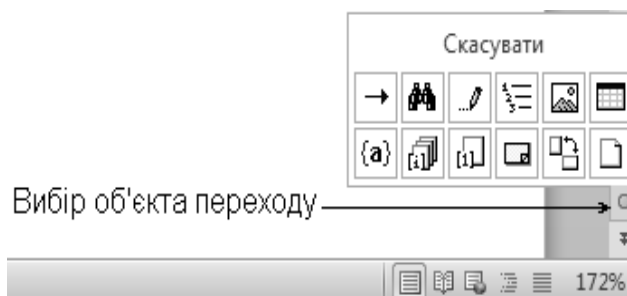 Скасувати
{a} [i] [i]
Вибір об'єкта переходу
172%